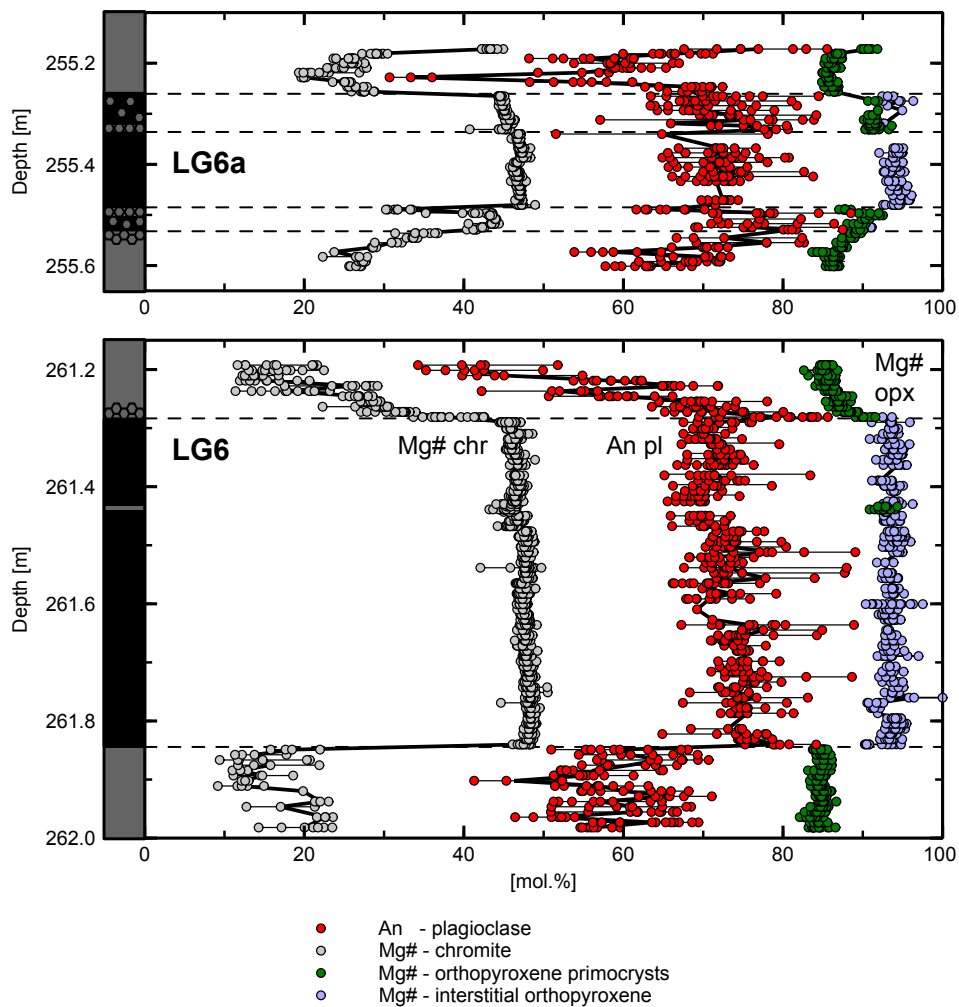 255.2
255.4
255.6
Depth [m]
LG6a
0 20 40 60 80 100
261.2
261.4
261.6
261.8
262.0
Depth [m]
LG6
Mg# chr
An pl
Mg#
opx
0 20 40 60 80 100
[mol.%]
An - plagioclase
Mg# - chromite
Mg# - orthopyroxene primocrysts
Mg# - interstitial orthopyroxene